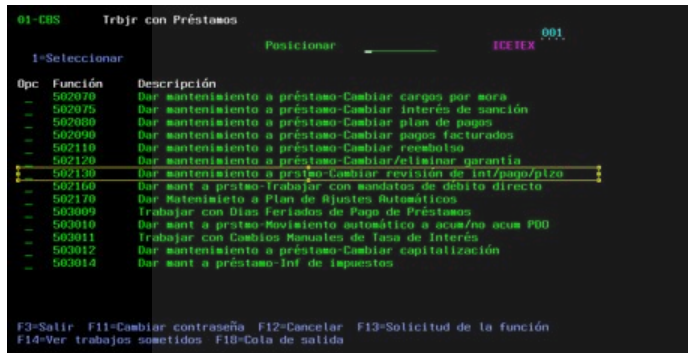 01-CBS Trbjr con Préstamos
001
Posicionar ICETEX
1=Seleccionar
Opc Función Descripción
502070 Dar mantenimiento a préstamo-Cambiar cargos por mora
502075 Dar mantenimiento a préstamo-Cambiar interés de sanción
502080 Dar mantenimiento a préstamo-Cambiar plan de pagos
502090 Dar mantenimiento a préstamo-Cambiar pagos facturados
502110 Dar mantenimiento a préstamo-Cambiar reembolso
502120 Dar mantenimiento a préstamo-Cambiar/eliminar garantía
502130 Dar mantenimiento a prstmo-Cambiar revisión de int/pago/plzo
502160 Dar mant a prstmo-Trabajar con mandatos de débito directo
502170 Dar Matenimieto a Plan de Ajustes Automáticos
503009 Trabajar con Días Feriados de Pago de Préstamos
503010 Dar mant a prstmo-Movimiento automático a acum/no acum PDO
503011 Trabajar con Cambios Manuales de Tasa de Interés
503012 Dar mantenimiento a préstamo-Cambiar capitalización
503014 Dar mant a préstamo-Inf de impuestos
F3=Salir F11=Cambiar contraseña F12=Cancelar F13=Solicitud de la función
F14=Ver trabajos sometidos F18=Cola de salida